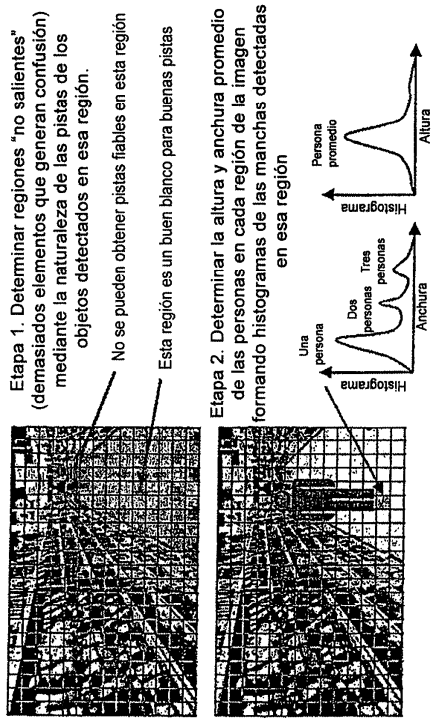 Etapa 1. Determinar regiones "no salientes"
(demasiados elementos que generan confusión)
mediante la naturaleza de las pistas de los
objetos detectados en esa región.
No se pueden obtener pistas fiables en esta región
Esta región es un buen blanco para buenas pistas
Etapa 2. Determinar la altura y anchura promedio
de las personas en cada región de la imagen
formando histogramas de las manchas detectadas
en esa región
Histograma
Una
persona
Dos
personas
Tres
personas
Anchura
Histograma
Persona
promedio
Altura